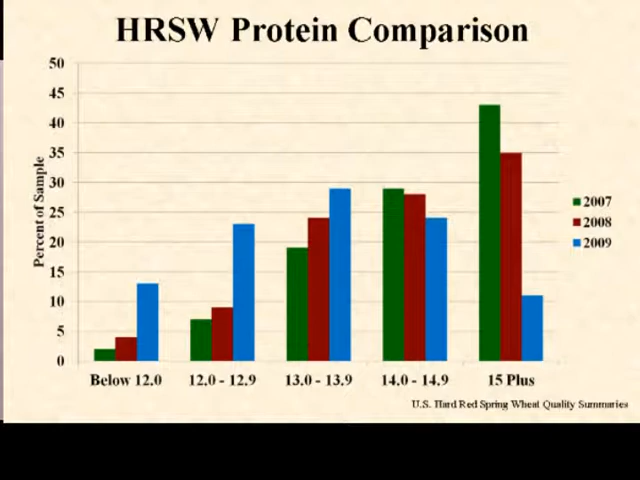 HRSW Protein Comparison
50
45
40
35
30
25
20
15
10
5
0
Percent of Sample
Below 12.0
12.0 - 12.9
13.0 - 13.9
14.0 - 14.9
15 Plus
2007
2008
2009
U.S. Hard Red Spring Wheat Quality Summaries